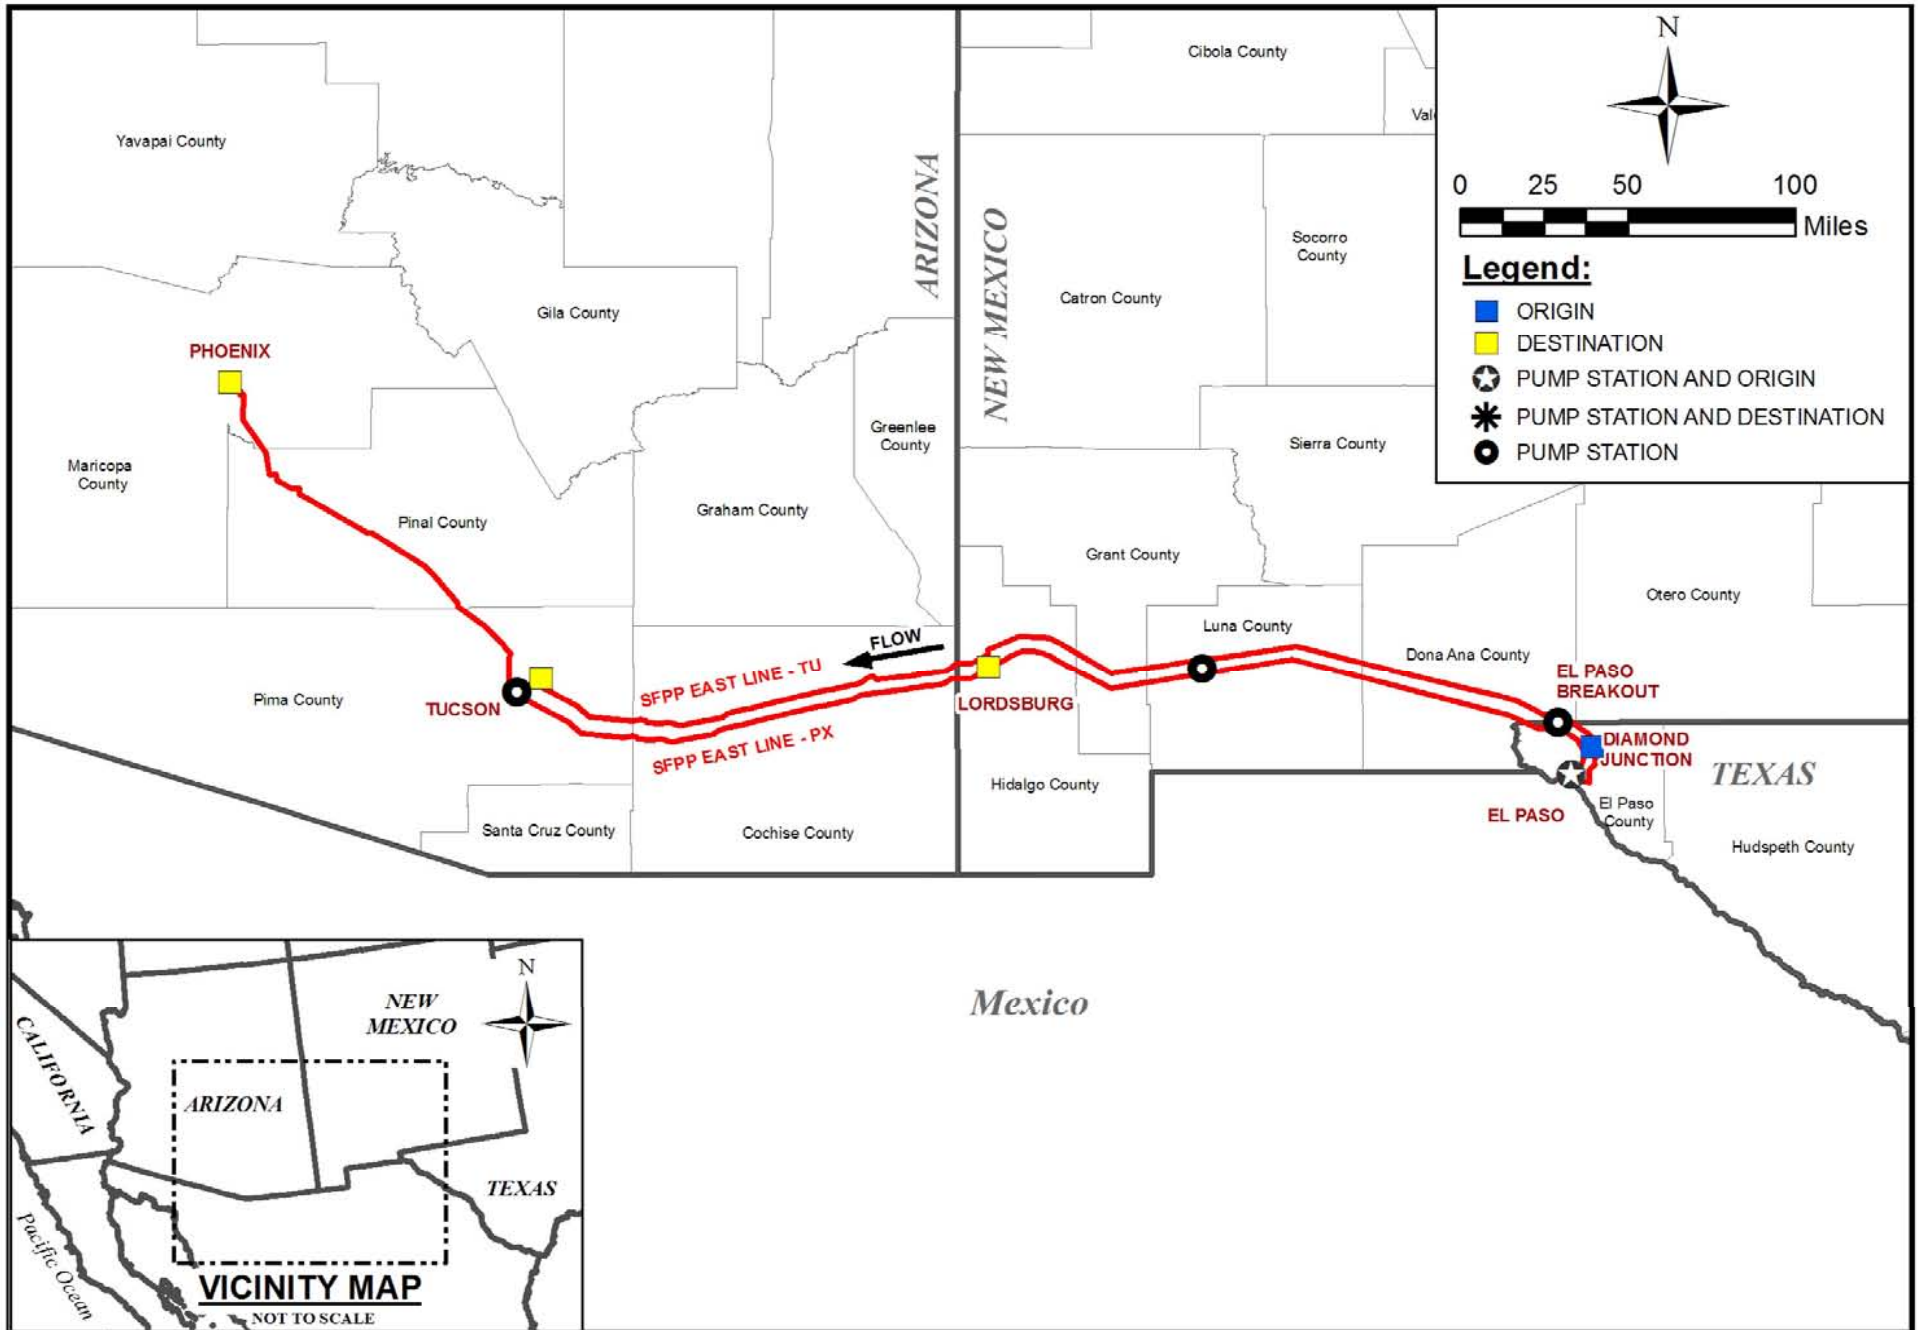 Cibola County
Yavapai County
ARIZONA
NEW MEXICO
Socorro
County
Catron County
Gila County
PHOENIX
Greenlee
County
Sierra County
Maricopa
County
Graham County
Pinal County
Grant County
Otero County
Luna County
FLOW
Dona Ana County
SFPP EAST LINE - TU
EL PASO
BREAKOUT
Pima County
TUCSON
LORDSBURG
SFPP EAST LINE - PX
DIAMOND
JUNCTION
TEXAS
Hidalgo County
El Paso
County
EL PASO
Santa Cruz County
Cochise County
Hudspeth County
Mexico
N
0 25 50 100
Miles
Legend:
ORIGIN
DESTINATION
PUMP STATION AND ORIGIN
PUMP STATION AND DESTINATION
PUMP STATION
N
NEW
MEXICO
CALIFORNIA
ARIZONA
TEXAS
Pacific Ocean
VICINITY MAP
NOT TO SCALE